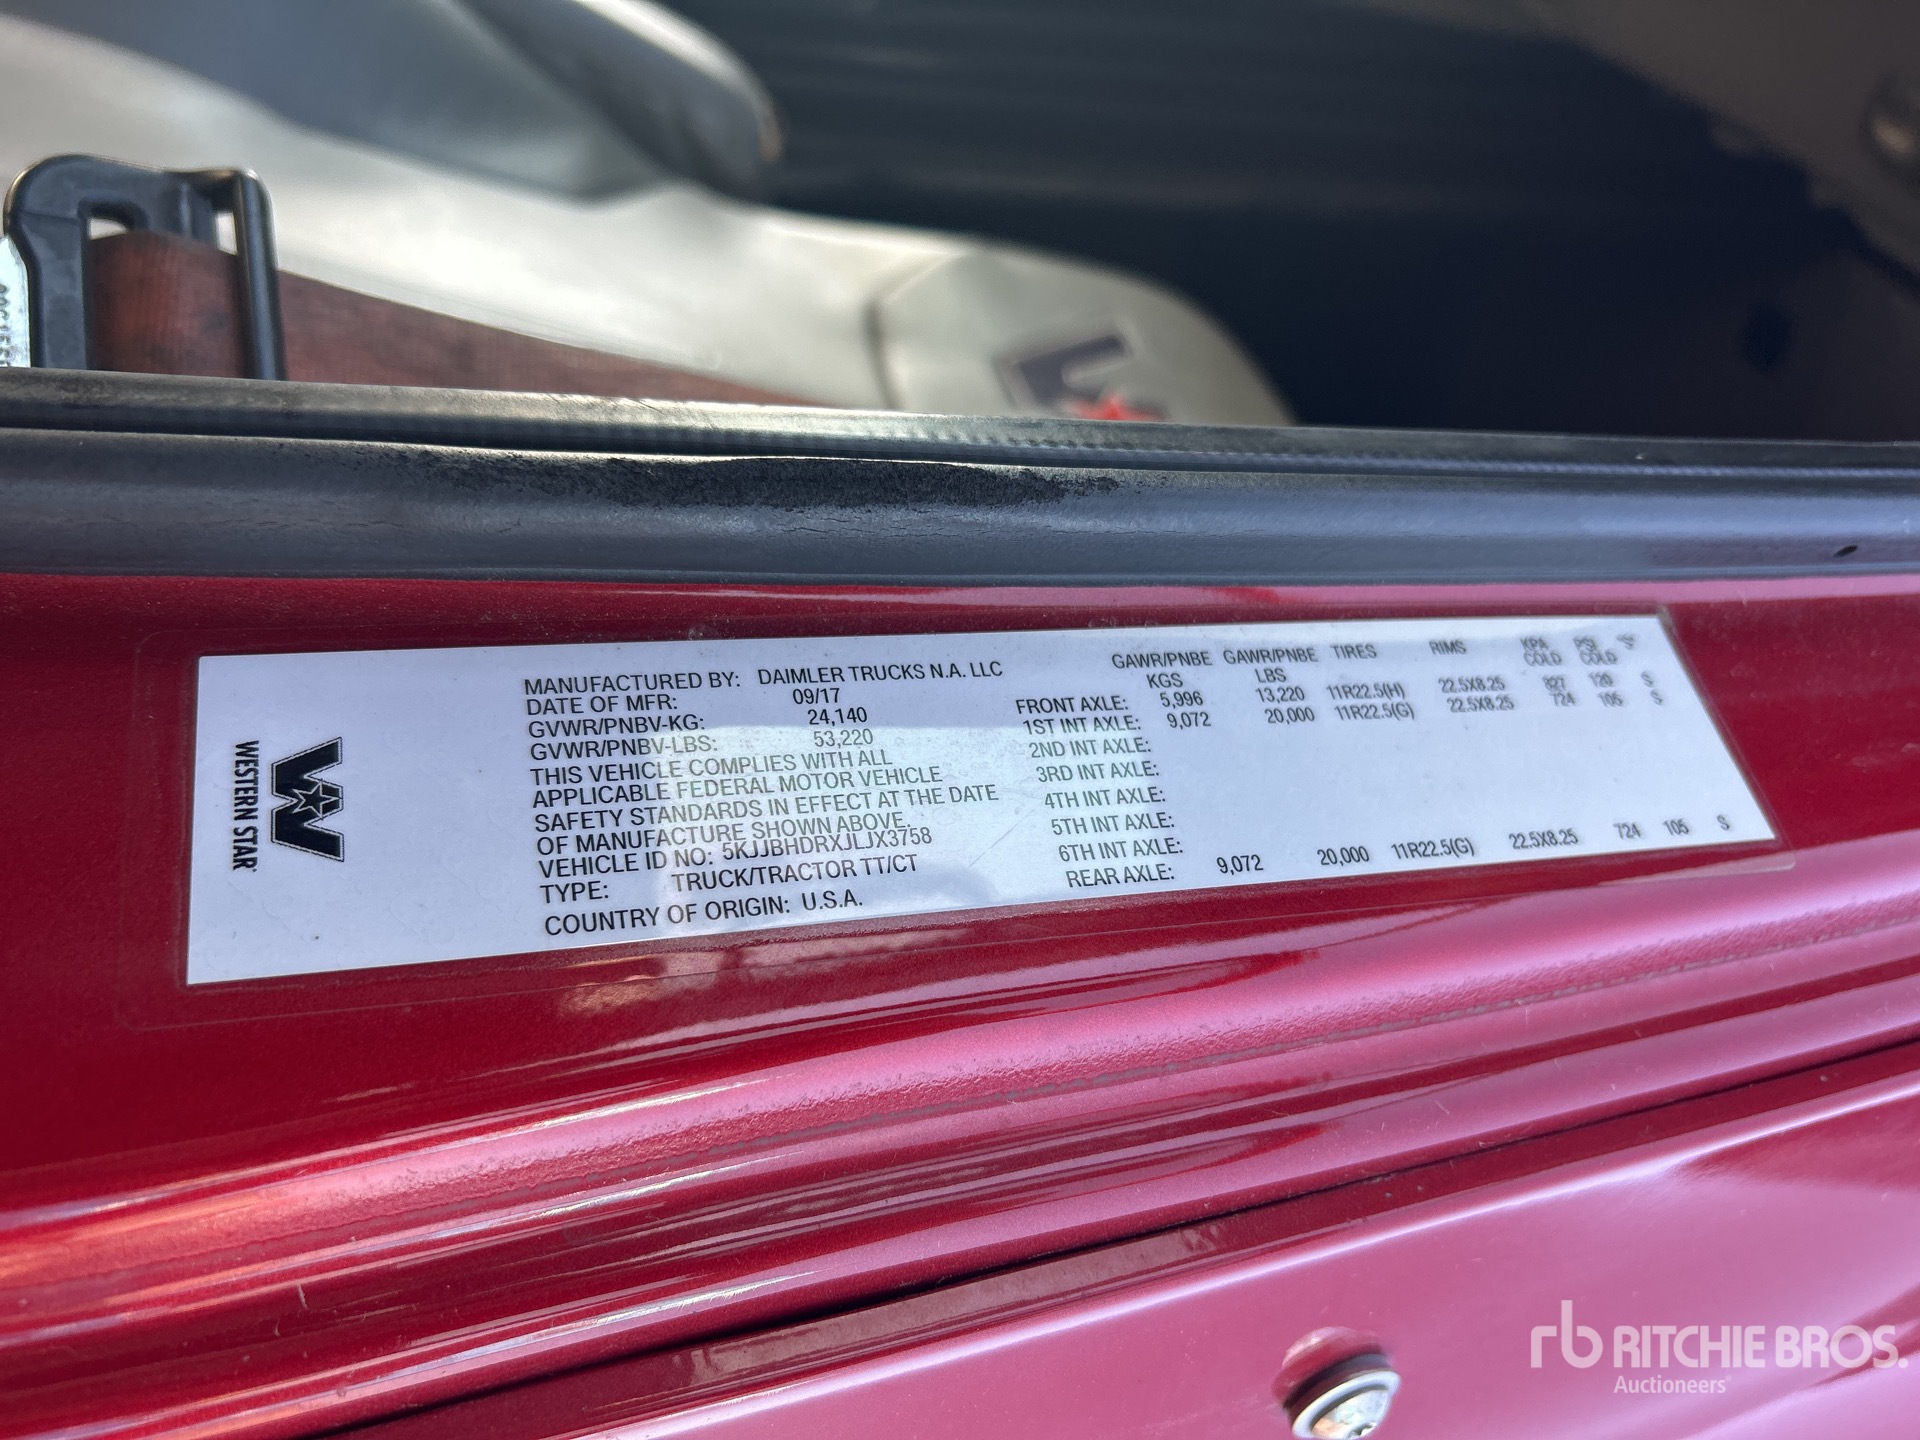 WESTERN STAR
MANUFACTURED BY: DAIMLER TRUCKS N.A. LLC
DATE OF MFR: 09/17
GVWR/PNBV-KG: 24,140
GVWR/PNBV-LBS: 53,220
THIS VEHICLE COMPLIES WITH ALL
APPLICABLE FEDERAL MOTOR VEHICLE
SAFETY STANDARDS IN EFFECT AT THE DATE
OF MANUFACTURE SHOWN ABOVE.
VEHICLE ID NO: 5KJJBHDRXJLJX3758
TYPE: TRUCK/TRACTOR TT/CT
COUNTRY OF ORIGIN: U.S.A.
GAWR/PNBE GAWR/PNBE TIRES RIMS KPA PSI "S"
KGS LBS COLD COLD
FRONT AXLE: 5,996 13,220 11R22.5(H) 22.5X8.25 827 120 S
1ST INT AXLE: 9,072 20,000 11R22.5(G) 22.5X8.25 724 105 S
2ND INT AXLE:
3RD INT AXLE:
4TH INT AXLE:
5TH INT AXLE:
6TH INT AXLE:
REAR AXLE: 9,072 20,000 11R22.5(G) 22.5X8.25 724 105 S
rb RITCHIE BROS.
Auctioneers